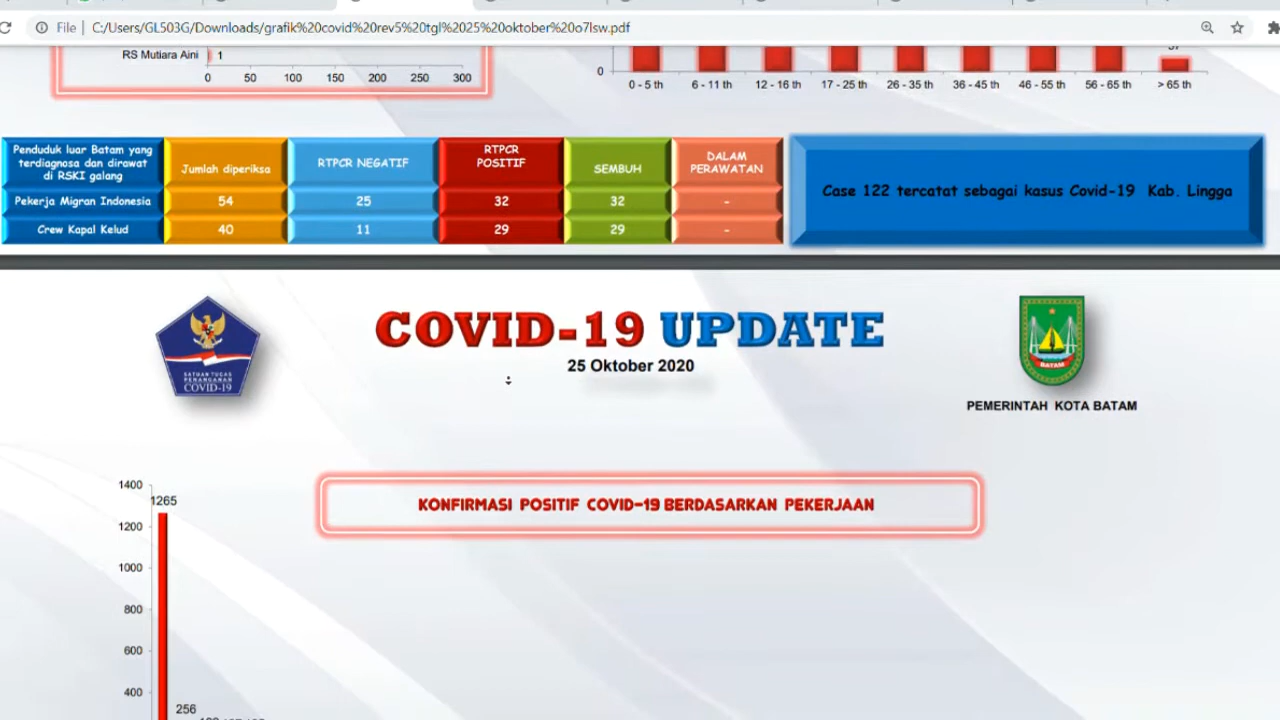 File | C:/Users/GL503G/Downloads/grafik%20covid%20rev5%20tgl%2025%20oktober%20o7lsw.pdf
RS Mutiara Aini 1
0 50 100 150 200 250 300
0
37
0 - 5 th 6 - 11 th 12 - 16 th 17 - 25 th 26 - 35 th 36 - 45 th 46 - 55 th 56 - 65 th > 65 th
Penduduk luar Batam yang
terdiagnosa dan dirawat
di RSKI galang
Jumlah diperiksa
RTPCR NEGATIF
RTPCR
POSITIF
SEMBUH
DALAM
PERAWATAN
Pekerja Migran Indonesia 54 25 32 32 -
Crew Kapal Kelud 40 11 29 29 -
Case 122 tercatat sebagai kasus Covid-19 Kab. Lingga
SATUAN TUGAS
PENANGANAN
COVID-19
COVID-19 UPDATE
25 Oktober 2020
BATAM
PEMERINTAH KOTA BATAM
KONFIRMASI POSITIF COVID-19 BERDASARKAN PEKERJAAN
1400
1265
1200
1000
800
600
400
256